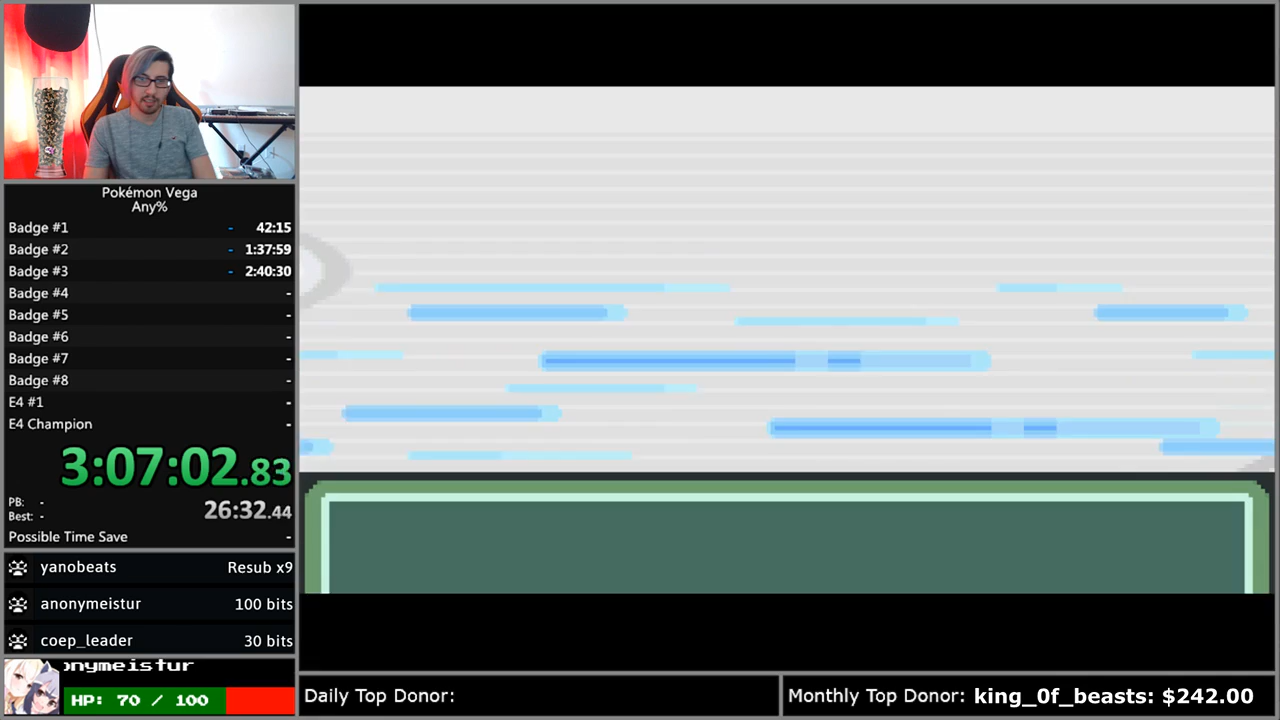 Pokémon Vega
Any%
Badge #1 - 42:15
Badge #2 - 1:37:59
Badge #3 - 2:40:30
Badge #4 -
Badge #5 -
Badge #6 -
Badge #7 -
Badge #8 -
E4 #1 -
E4 Champion -
3:07:02.83
PB: -
Best: -
26:32.44
Possible Time Save -
yanobeats Resub x9
anonymeistur 100 bits
coep_leader 30 bits
onymeistur
HP: 70 / 100
Daily Top Donor:
Monthly Top Donor: king_0f_beasts: $242.00